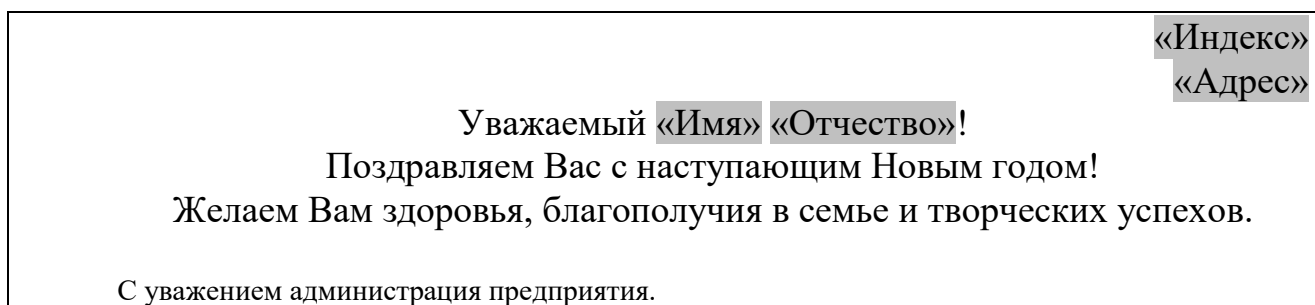 «Индекс»
«Адрес»
Уважаемый «Имя» «Отчество»!
Поздравляем Вас с наступающим Новым годом!
Желаем Вам здоровья, благополучия в семье и творческих успехов.
С уважением администрация предприятия.